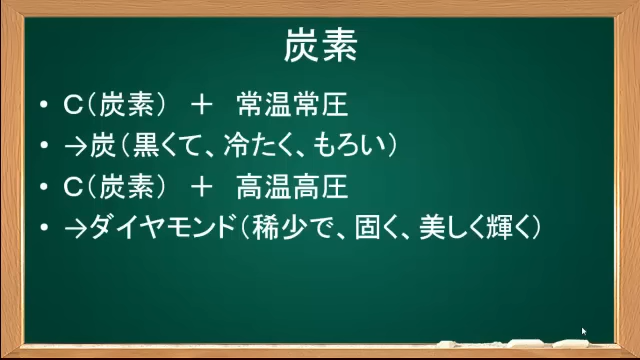 炭素
• C（炭素）　＋　常温常圧
• →炭（黒くて、冷たく、もろい）
• C（炭素）　＋　高温高圧
• →ダイヤモンド（稀少で、固く、美しく輝く）